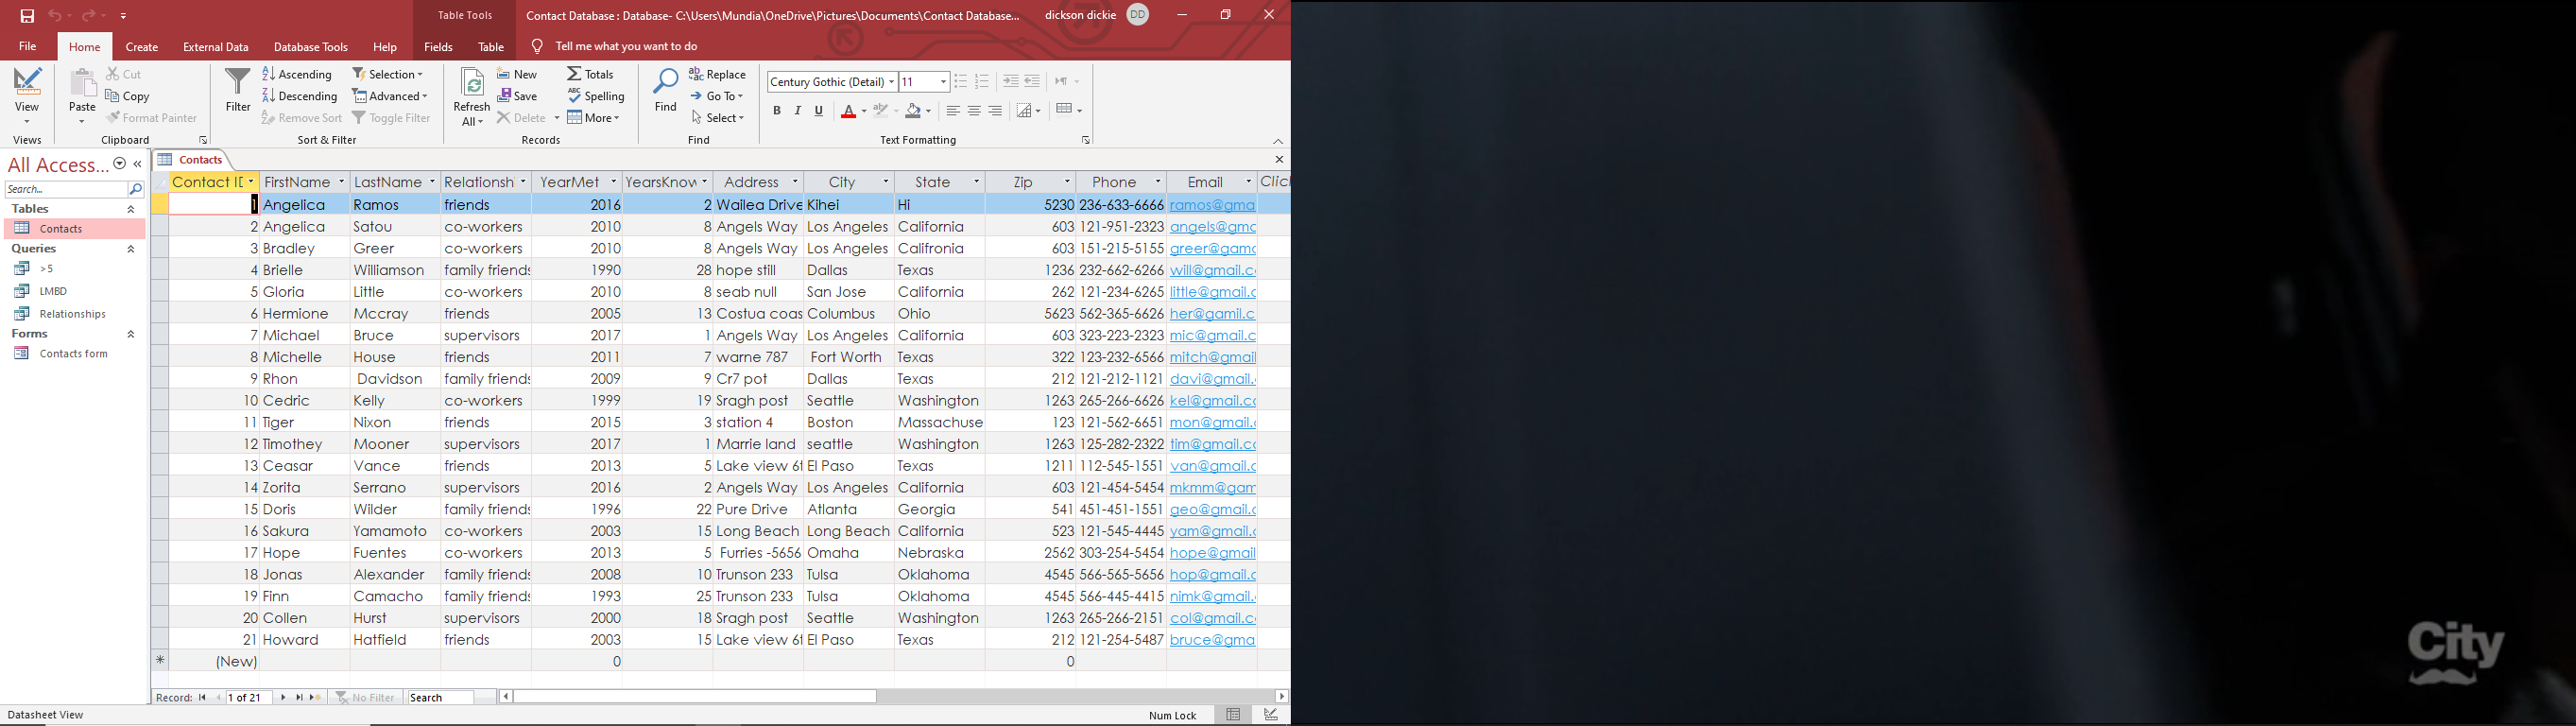 Table Tools
Contact Database : Database- C:\Users\Mundia\OneDrive\Pictures\Documents\Contact Database...
dickson dickie DD
File Home Create External Data Database Tools Help Fields Table Tell me what you want to do
View Paste Cut Copy Format Painter Filter Ascending Descending Remove Sort Selection Advanced Toggle Filter Refresh All New Save Delete Totals Spelling More Find Replace Go To Select Century Gothic (Detail) 11 B I U
Views Clipboard Sort & Filter Records Find Text Formatting
All Access...
Search...
Tables
Contacts
Queries
>5
LMBD
Relationships
Forms
Contacts form
Contacts
Contact ID FirstName LastName Relationsh YearMet YearsKnow Address City State Zip Phone Email Clic
1 Angelica Ramos friends 2016 2 Wailea Drive Kihei Hi 5230 236-633-6666 ramos@gma
2 Angelica Satou co-workers 2010 8 Angels Way Los Angeles California 603 121-951-2323 angels@gmc
3 Bradley Greer co-workers 2010 8 Angels Way Los Angeles Califronia 603 151-215-5155 greer@gamc
4 Brielle Williamson family friends 1990 28 hope still Dallas Texas 1236 232-662-6266 will@gmail.co
5 Gloria Little co-workers 2010 8 seab null San Jose California 262 121-234-6265 little@gmail.c
6 Hermione Mccray friends 2005 13 Costua coas Columbus Ohio 5623 562-365-6626 her@gamil.c
7 Michael Bruce supervisors 2017 1 Angels Way Los Angeles California 603 323-223-2323 mic@gmail.c
8 Michelle House friends 2011 7 warne 787 Fort Worth Texas 322 123-232-6566 mitch@gmail
9 Rhon Davidson family friends 2009 9 Cr7 pot Dallas Texas 212 121-212-1121 davi@gmail.
10 Cedric Kelly co-workers 1999 19 Sragh post Seattle Washington 1263 265-266-6626 kel@gmail.co
11 Tiger Nixon friends 2015 3 station 4 Boston Massachuse 123 121-562-6651 mon@gmail.
12 Timothey Mooner supervisors 2017 1 Marrie land seattle Washington 1263 125-282-2322 tim@gmail.co
13 Ceasar Vance friends 2013 5 Lake view 6t El Paso Texas 1211 112-545-1551 van@gmail.c
14 Zorita Serrano supervisors 2016 2 Angels Way Los Angeles California 603 121-454-5454 mkmm@gam
15 Doris Wilder family friends 1996 22 Pure Drive Atlanta Georgia 541 451-451-1551 geo@gmail.c
16 Sakura Yamamoto co-workers 2003 15 Long Beach Long Beach California 523 121-545-4445 yam@gmail.c
17 Hope Fuentes co-workers 2013 5 Furries -5656 Omaha Nebraska 2562 303-254-5454 hope@gmail
18 Jonas Alexander family friends 2008 10 Trunson 233 Tulsa Oklahoma 4545 566-565-5656 hop@gmail.c
19 Finn Camacho family friends 1993 25 Trunson 233 Tulsa Oklahoma 4545 566-445-4415 nimk@gmail.
20 Collen Hurst supervisors 2000 18 Sragh post Seattle Washington 1263 265-266-2151 col@gmail.co
21 Howard Hatfield friends 2003 15 Lake view 6t El Paso Texas 212 121-254-5487 bruce@gma
(New) 0 0
Record: 1 of 21 No Filter Search
Datasheet View Num Lock
City